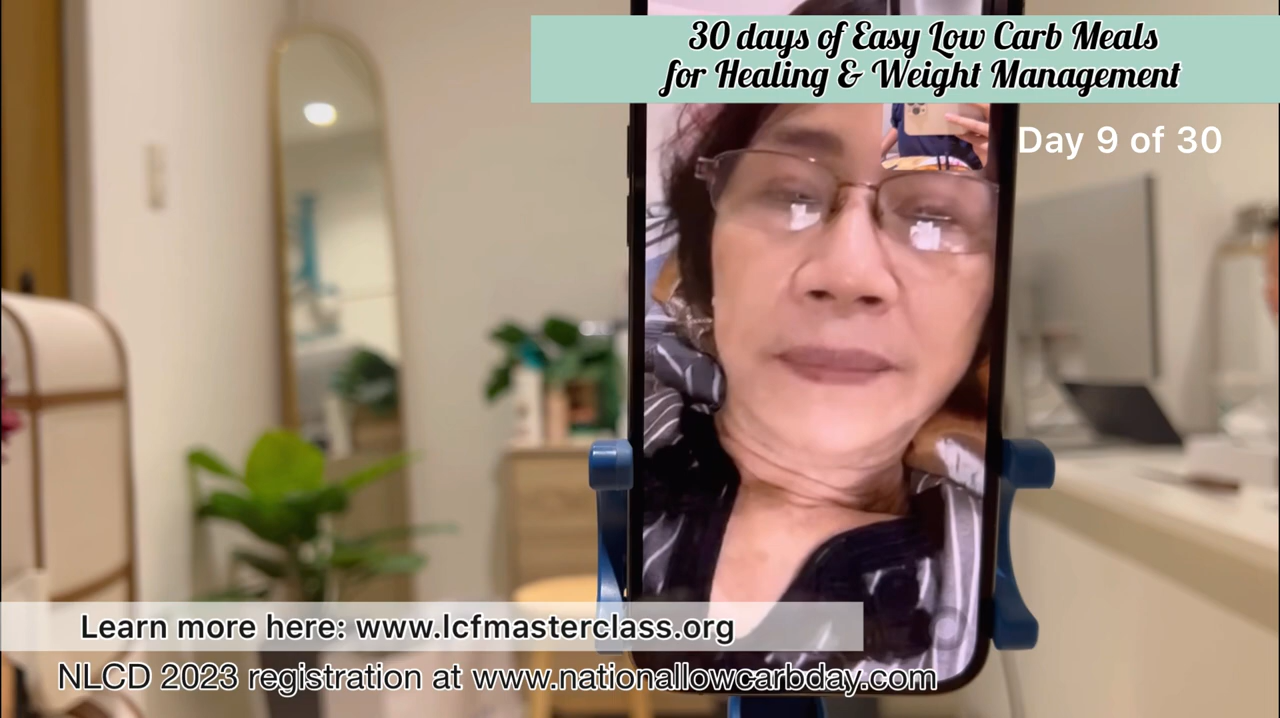 30 days of Easy Low Carb Meals
for Healing & Weight Management
Day 9 of 30
Learn more here: www.lcfmasterclass.org
NLCD 2023 registration at www.nationallowcarbday.com